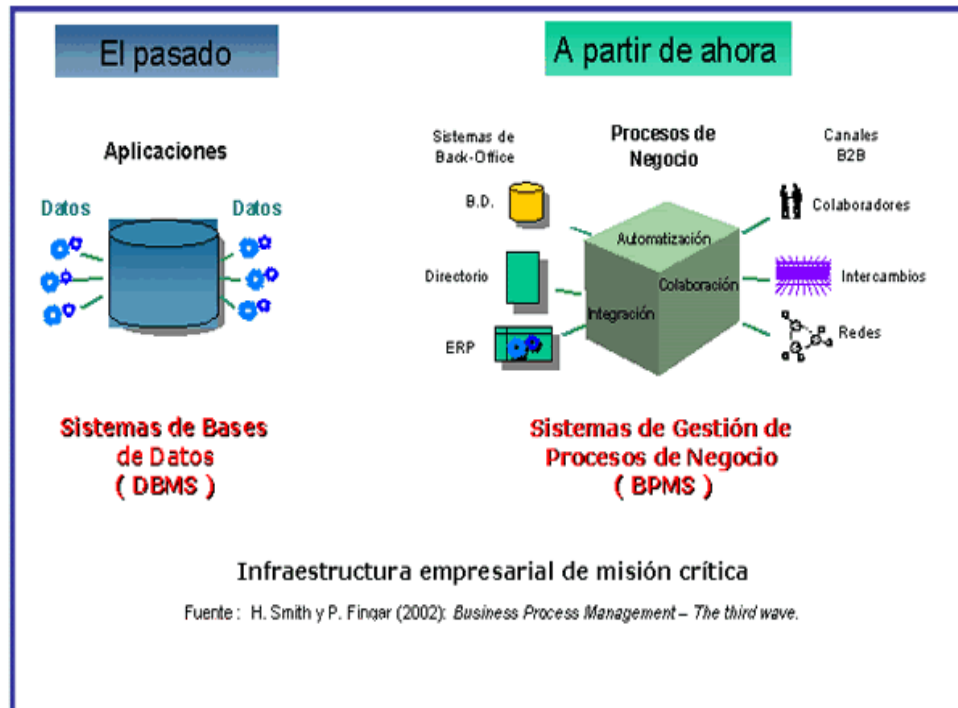 El pasado
A partir de ahora
Aplicaciones
Datos
Datos
Sistemas de Bases
de Datos
( DBMS )
Sistemas de
Back-Office
Procesos de
Negocio
Canales
B2B
B.D.
Directorio
ERP
Automatización
Colaboración
Integración
Colaboradores
Intercambios
Redes
Sistemas de Gestión de
Procesos de Negocio
( BPMS )
Infraestructura empresarial de misión crítica
Fuente : H. Smith y P. Fingar (2002): Business Process Management – The third wave.